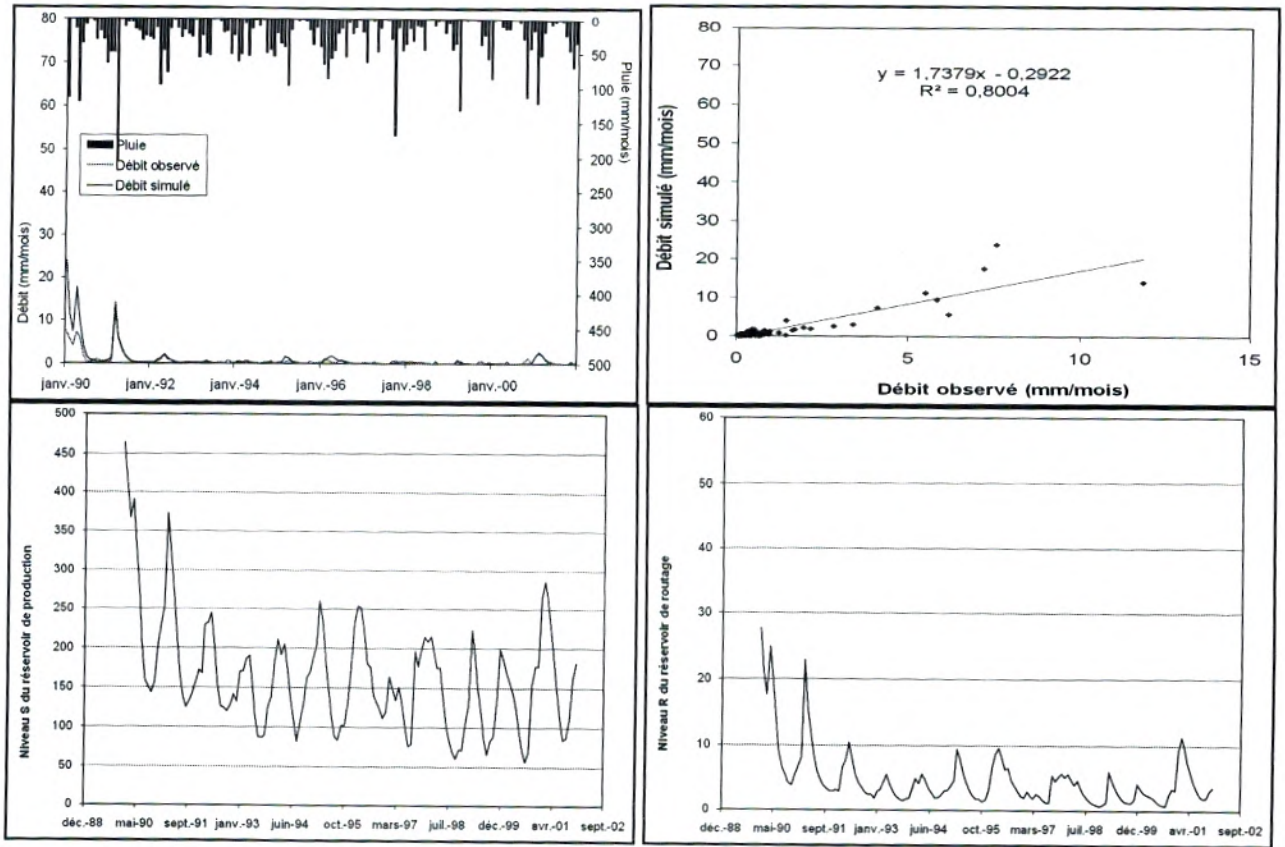 80
70
60
50
40
30
20
10
0
Débit (mm/mois)
0
50
100
150
200
250
300
350
400
450
500
Pluie (mm/mois)
Pluie
Débit observé
Débit simulé
janv.-90
janv.-92
janv.-94
janv.-96
janv.-98
janv.-00
80
70
60
50
40
30
20
10
0
Débit simulé (mm/mois)
y = 1,7379x - 0,2922
R² = 0,8004
0
5
10
15
Débit observé (mm/mois)
500
450
400
350
300
250
200
150
100
50
0
Niveau S du réservoir de production
déc.-88
mai-90
sept.-91
janv.-93
juin-94
oct.-95
mars-97
juil.-98
déc.-99
avr.-01
sept.-02
60
50
40
30
20
10
0
Niveau R du réservoir de routage
déc.-88
mai-90
sept.-91
janv.-93
juin-94
oct.-95
mars-97
juil.-98
déc.-99
avr.-01
sept.-02